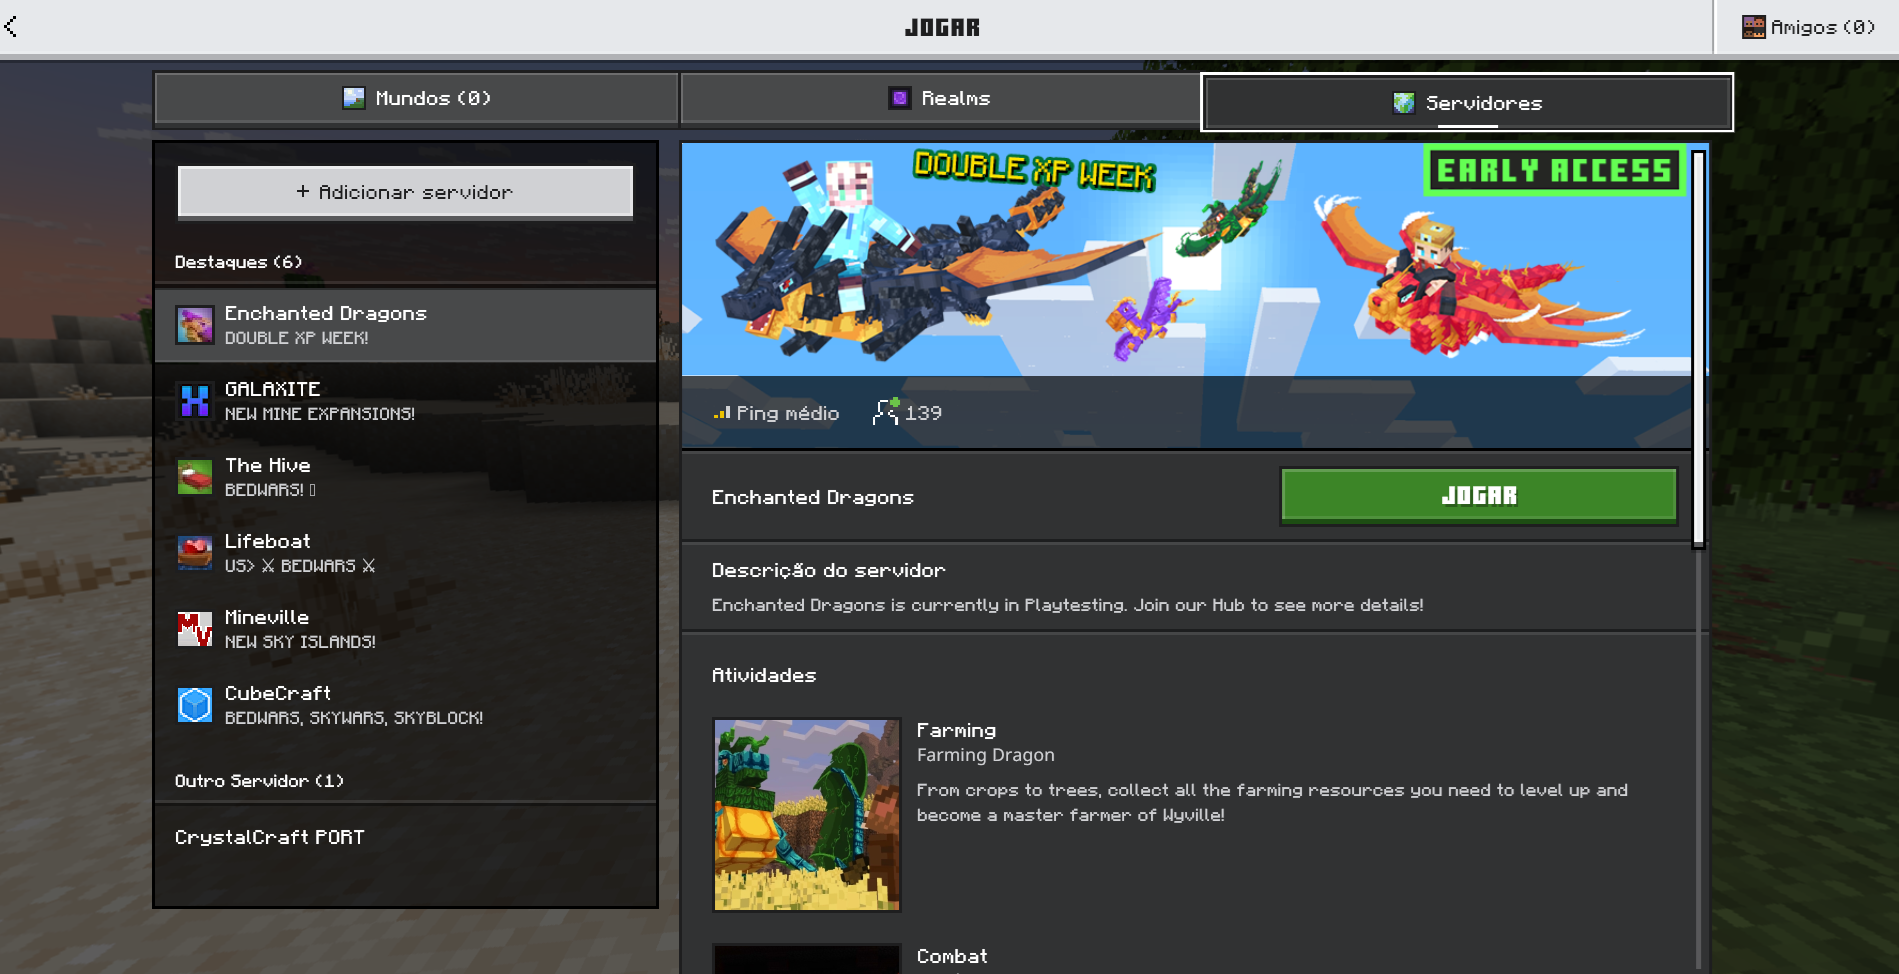 JOGAR
Amigos (0)
Mundos (0)
Realms
Servidores
+ Adicionar servidor
Destaques (6)
Enchanted Dragons
DOUBLE XP WEEK!
GALAXITE
NEW MINE EXPANSIONS!
The Hive
BEDWARS! ▯
Lifeboat
US> ⚔ BEDWARS ⚔
Mineville
NEW SKY ISLANDS!
CubeCraft
BEDWARS, SKYWARS, SKYBLOCK!
Outro Servidor (1)
CrystalCraft PORT
DOUBLE XP WEEK
EARLY ACCESS
Ping médio
139
Enchanted Dragons
JOGAR
Descrição do servidor
Enchanted Dragons is currently in Playtesting. Join our Hub to see more details!
Atividades
Farming
Farming Dragon
From crops to trees, collect all the farming resources you need to level up and
become a master farmer of Wyville!
Combat